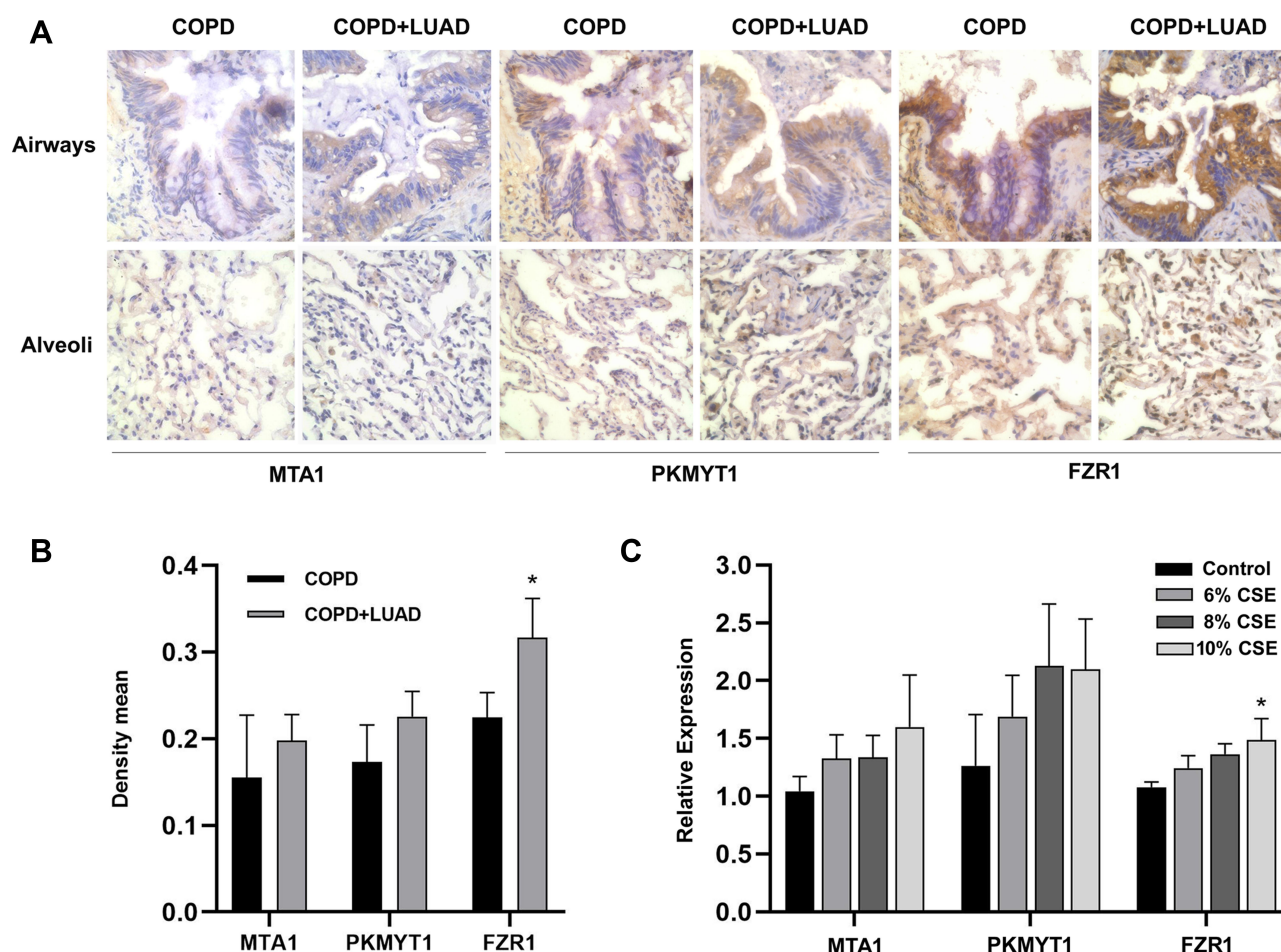 A
COPD COPD+LUAD COPD COPD+LUAD COPD COPD+LUAD
Airways
Alveoli
MTA1 PKMYT1 FZR1
B
0.4
0.3
0.2
0.1
0.0
Density mean
COPD
COPD+LUAD
*
MTA1 PKMYT1 FZR1
C
3.0
2.5
2.0
1.5
1.0
0.5
0.0
Relative Expression
Control
6% CSE
8% CSE
10% CSE
*
MTA1 PKMYT1 FZR1